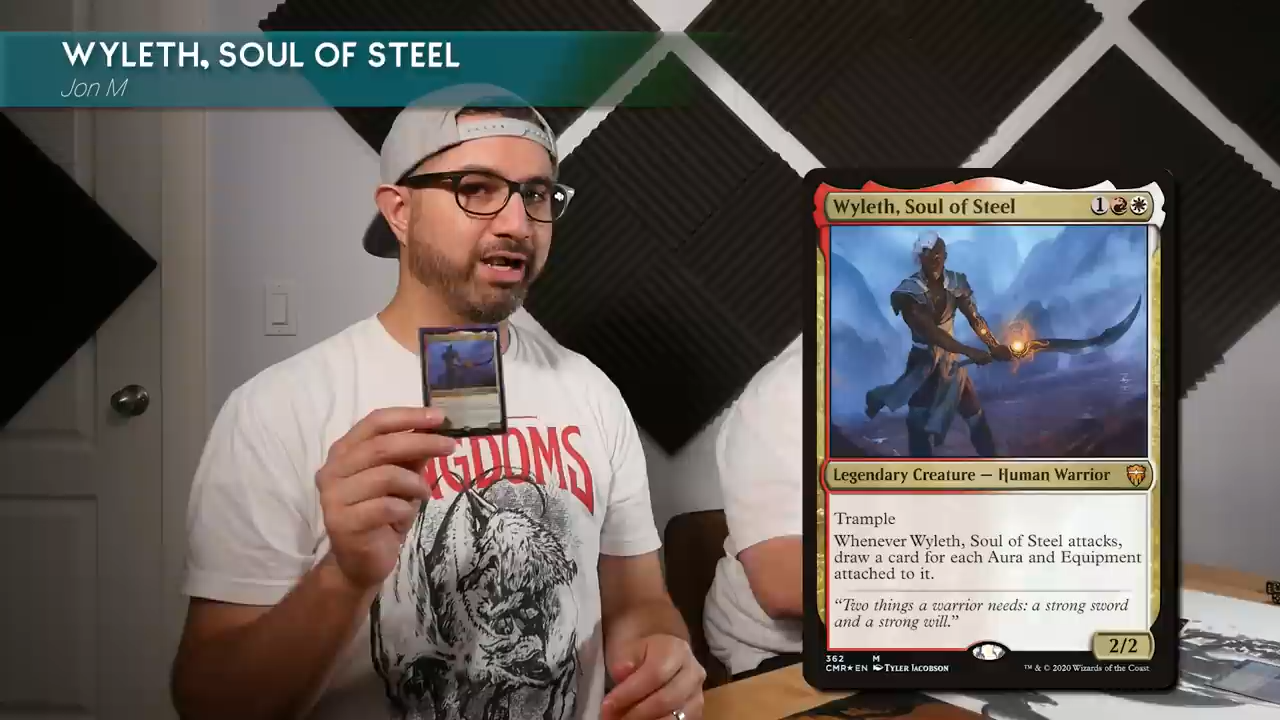 WYLETH, SOUL OF STEEL
Jon M
Wyleth, Soul of Steel 1
Legendary Creature — Human Warrior
Trample
Whenever Wyleth, Soul of Steel attacks,
draw a card for each Aura and Equipment
attached to it.
“Two things a warrior needs: a strong sword
and a strong will.”
2/2
362 M
CMR★EN TYLER JACOBSON ™ & © 2020 Wizards of the Coast
NGDOMS